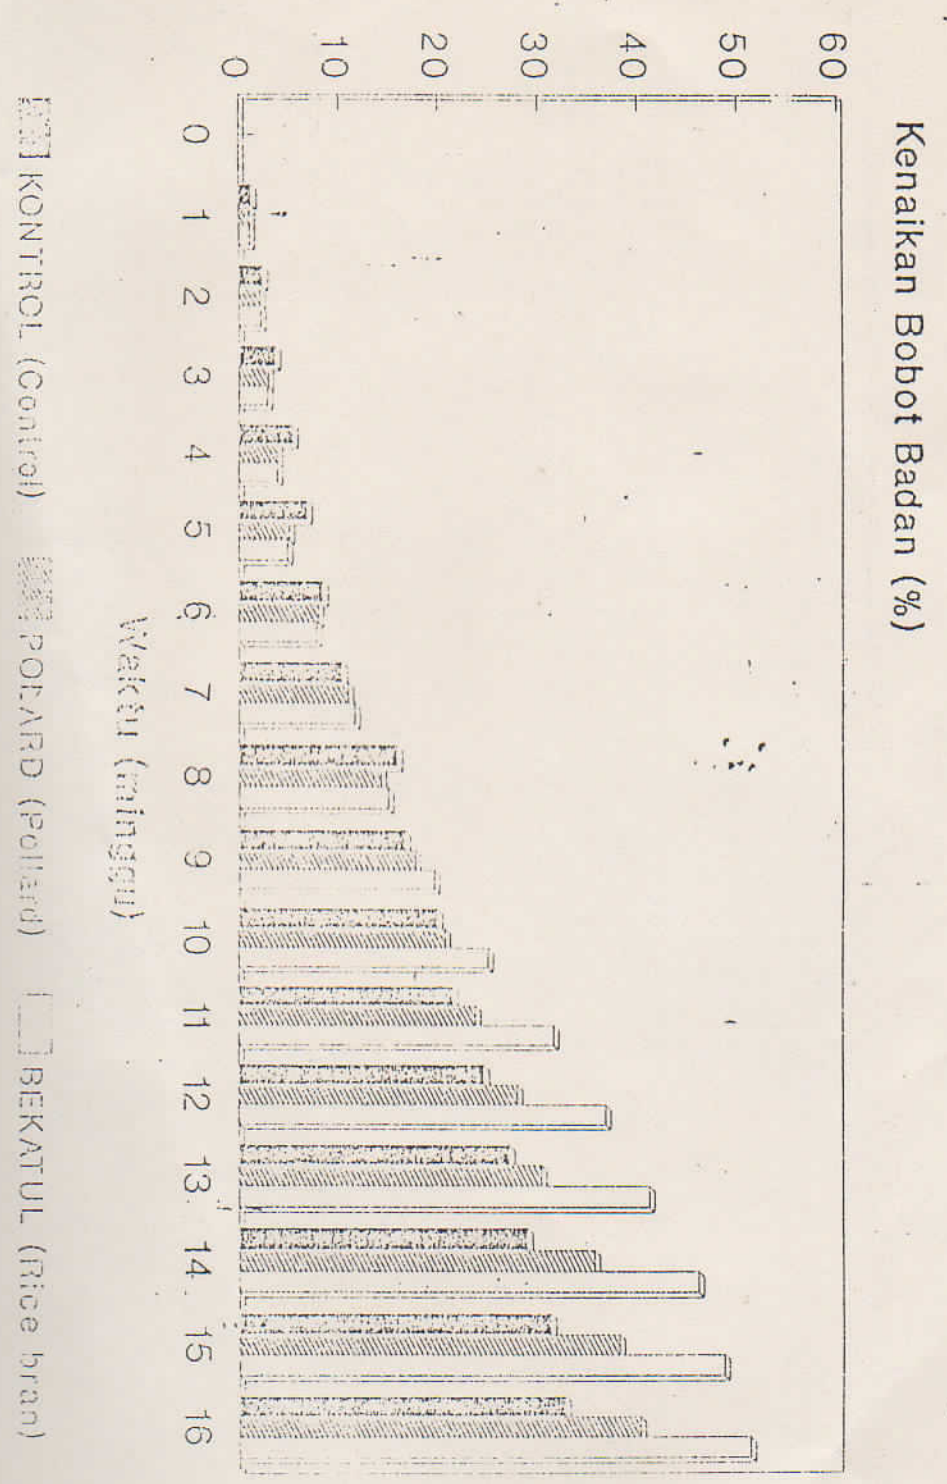 Kenaikan Bobot Badan (%)
60
50
40
30
20
10
0
0 1 2 3 4 5 6 7 8 9 10 11 12 13 14 15 16
Waktu (minggu)
KONTROL (Control) POLARD (Pollard) BEKATUL (Rice bran)